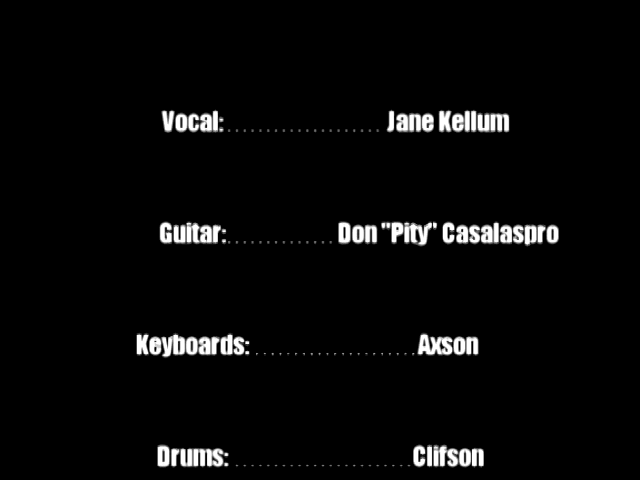 Vocal:.................... Jane Kellum
Guitar:.............. Don "Pity" Casalaspro
Keyboards: .....................Axson
Drums: .......................Clifson